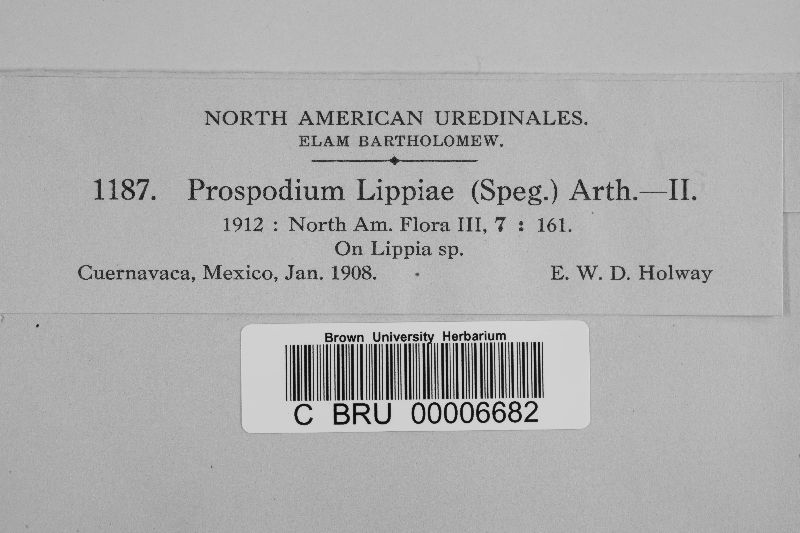 NORTH AMERICAN UREDINALES.
ELAM BARTHOLOMEW.
1187. Prospodium Lippiae (Speg.) Arth.—II.
1912 : North Am. Flora III, 7 : 161.
On Lippia sp.
Cuernavaca, Mexico, Jan. 1908. E. W. D. Holway
Brown University Herbarium
C BRU 00006682